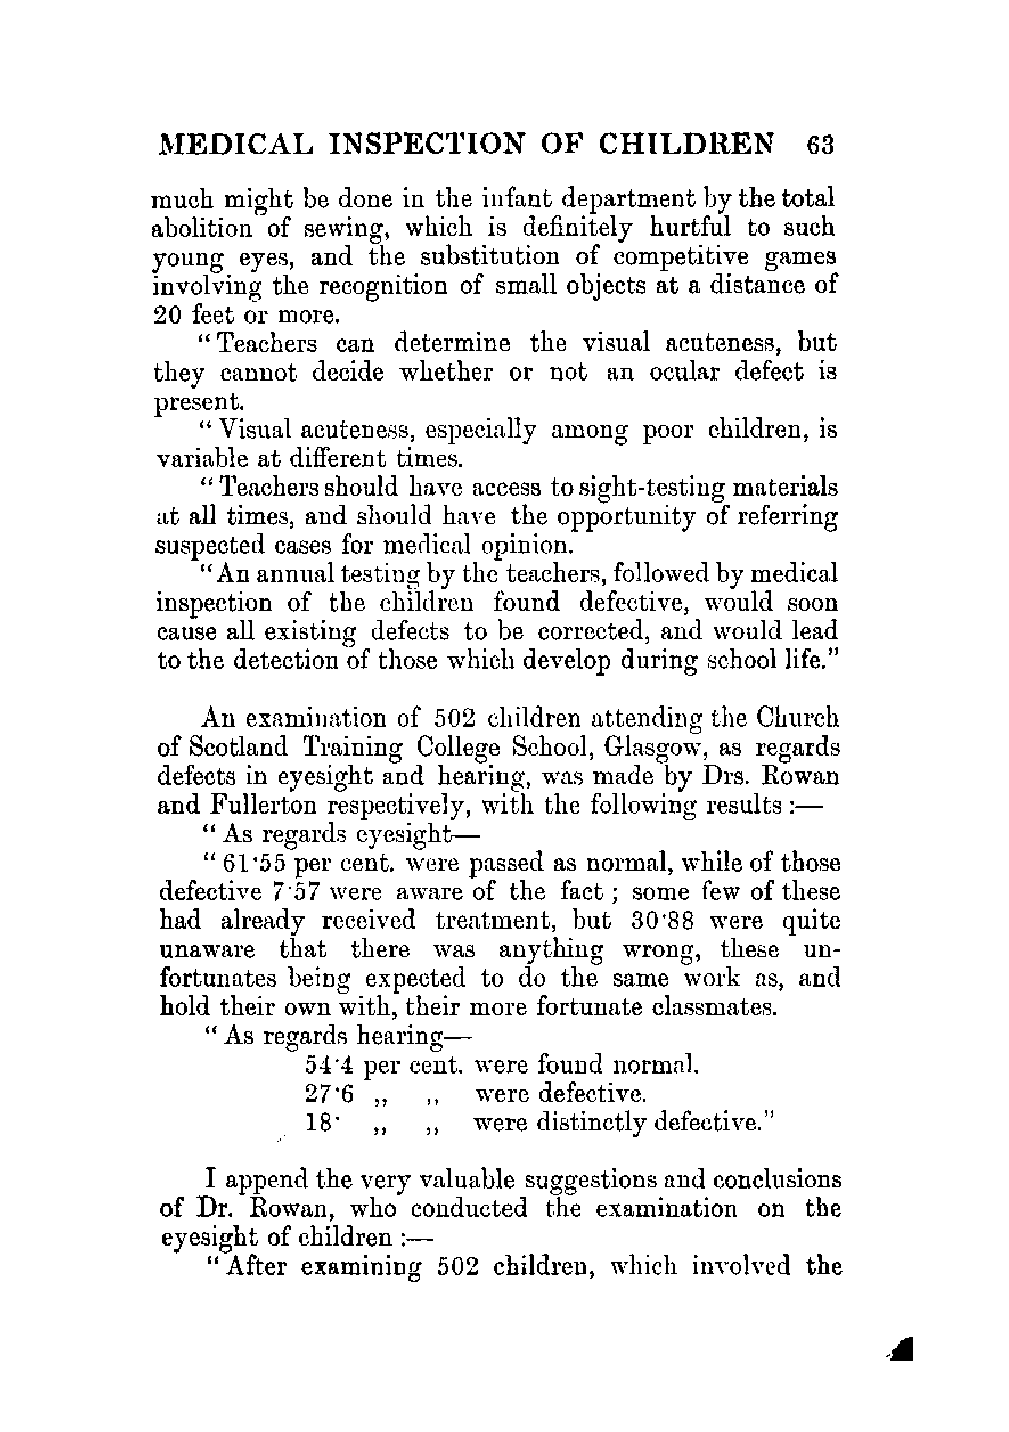 MEDICAL INSPECTION OF CHILDREN 63
much might be done in the infant department by the total
abolition of sewing, which is definitely hurtful to such
young eyes, and the substitution of competitive games
involving the recognition of small objects at a distance of
20 feet or more.
“Teachers can determine the visual acuteness, but
they cannot decide whether or not an ocular defect is
present.
“Visual acuteness, especially among poor children, is
variable at different times.
“Teachers should have access to sight-testing materials
at all times, and should have the opportunity of referring
suspected cases for medical opinion.
“An annual testing by the teachers, followed by medical
inspection of the children found defective, would soon
cause all existing defects to be corrected, and would lead
to the detection of those which develop during school life.”
An examination of 502 children attending the Church
of Scotland Training College School, Glasgow, as regards
defects in eyesight and hearing, was made by Drs. Rowan
and Fullerton respectively, with the following results :—
“As regards eyesight—
“61·55 per cent. were passed as normal, while of those
defective 7·57 were aware of the fact ; some few of these
had already received treatment, but 30·88 were quite
unaware that there was anything wrong, these un-
fortunates being expected to do the same work as, and
hold their own with, their more fortunate classmates.
“As regards hearing—
54·4 per cent. were found normal.
27·6 „ „ were defective.
18· „ „ were distinctly defective.”
I append the very valuable suggestions and conclusions
of Dr. Rowan, who conducted the examination on the
eyesight of children :—
“After examining 502 children, which involved the